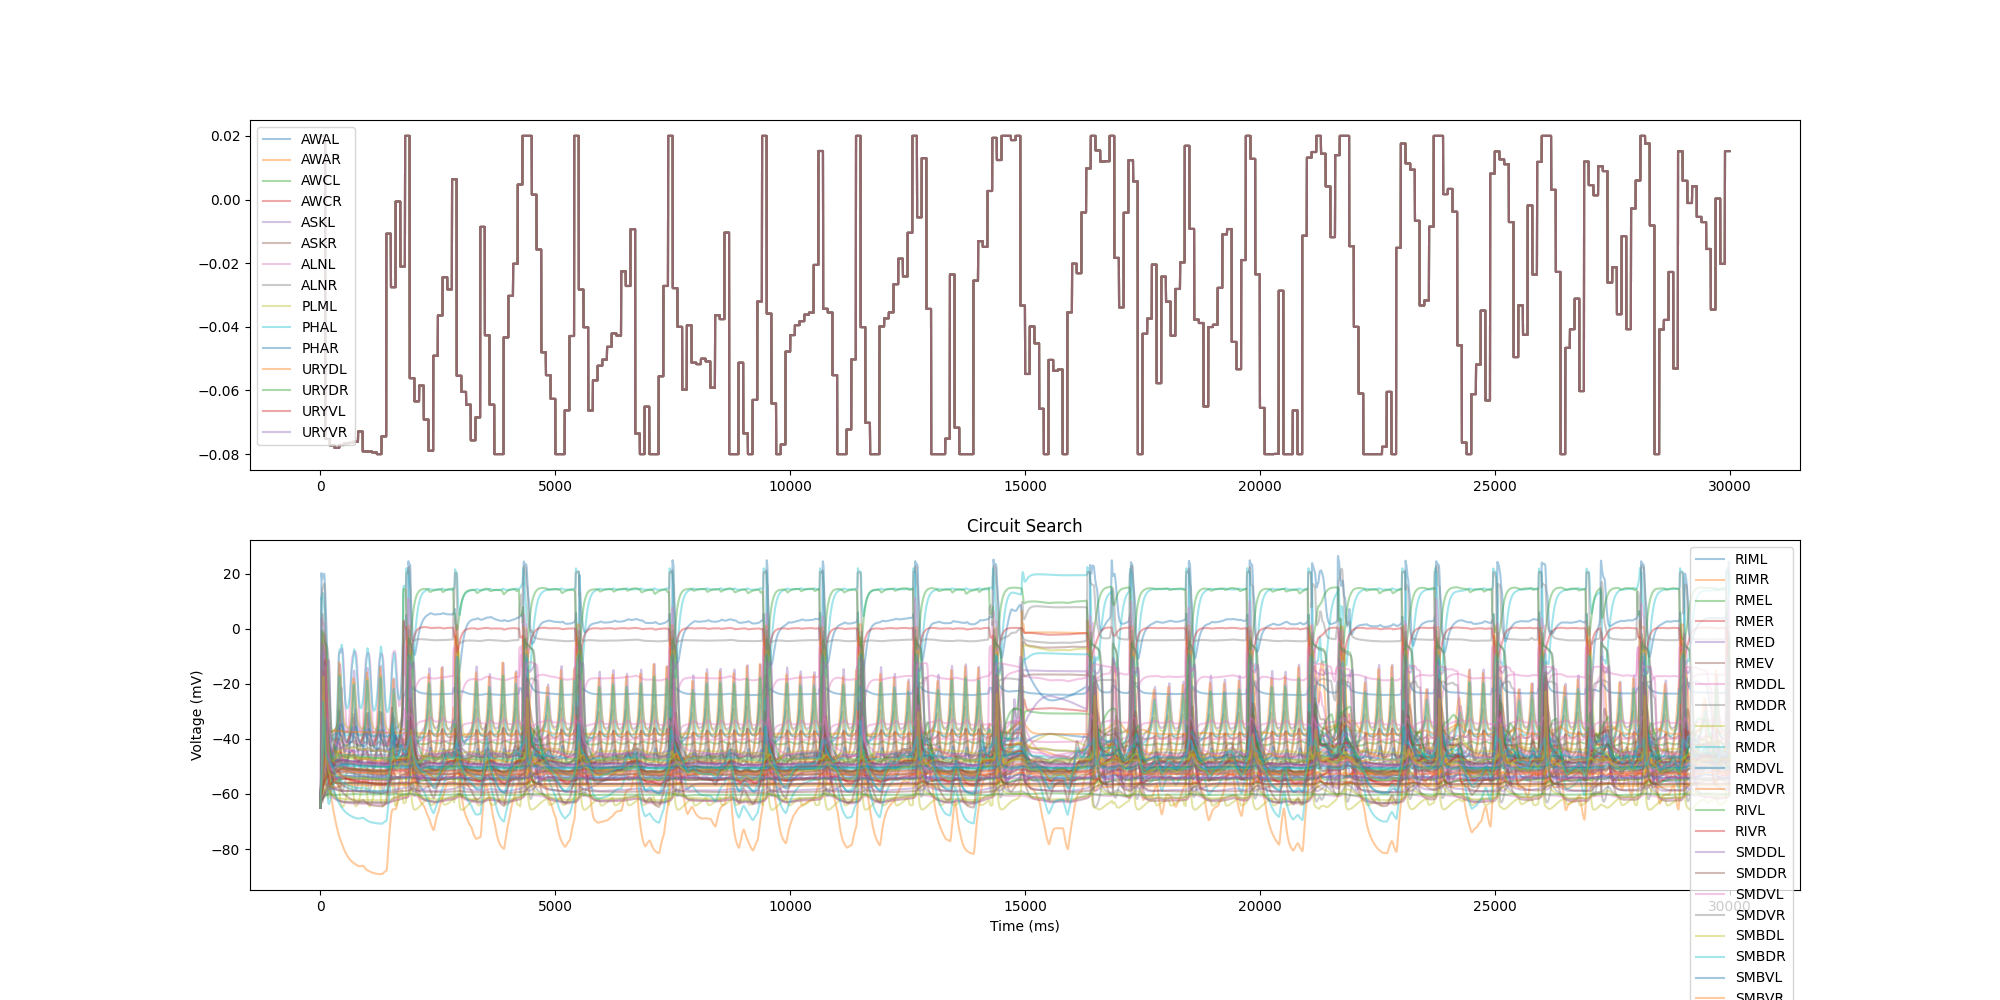 0.02
0.00
−0.02
−0.04
−0.06
−0.08
AWAL
AWAR
AWCL
AWCR
ASKL
ASKR
ALNL
ALNR
PLML
PHAL
PHAR
URYDL
URYDR
URYVL
URYVR
0 5000 10000 15000 20000 25000 30000
Circuit Search
Voltage (mV)
20
0
−20
−40
−60
−80
RIML
RIMR
RMEL
RMER
RMED
RMEV
RMDDL
RMDDR
RMDL
RMDR
RMDVL
RMDVR
RIVL
RIVR
SMDDL
SMDDR
SMDVL
SMDVR
SMBDL
SMBDR
SMBVL
SMBVR
0 5000 10000 15000 20000 25000 30000
Time (ms)